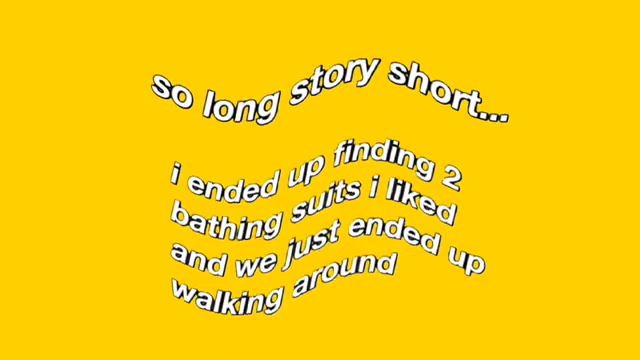 so long story short...
i ended up finding 2
bathing suits i liked
and we just ended up
walking around